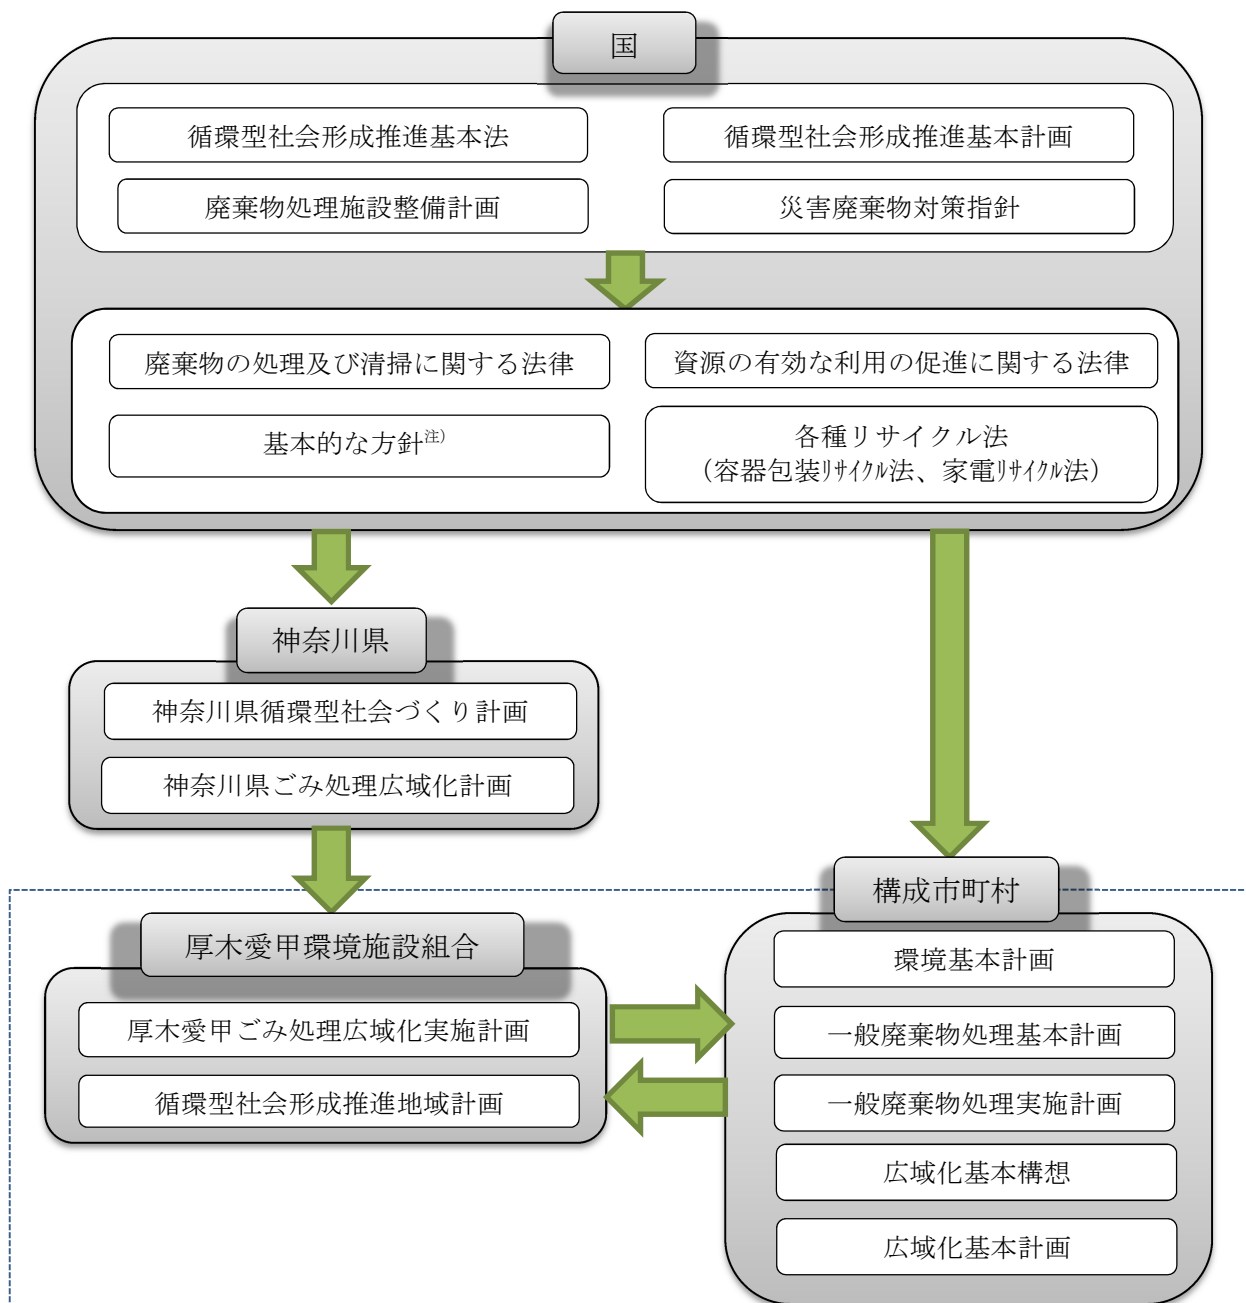 国
循環型社会形成推進基本法
循環型社会形成推進基本計画
廃棄物処理施設整備計画
災害廃棄物対策指針
廃棄物の処理及び清掃に関する法律
資源の有効な利用の促進に関する法律
基本的な方針注)
各種リサイクル法
（容器包装ﾘｻｲｸﾙ法、家電ﾘｻｲｸﾙ法）
神奈川県
神奈川県循環型社会づくり計画
神奈川県ごみ処理広域化計画
厚木愛甲環境施設組合
厚木愛甲ごみ処理広域化実施計画
循環型社会形成推進地域計画
構成市町村
環境基本計画
一般廃棄物処理基本計画
一般廃棄物処理実施計画
広域化基本構想
広域化基本計画